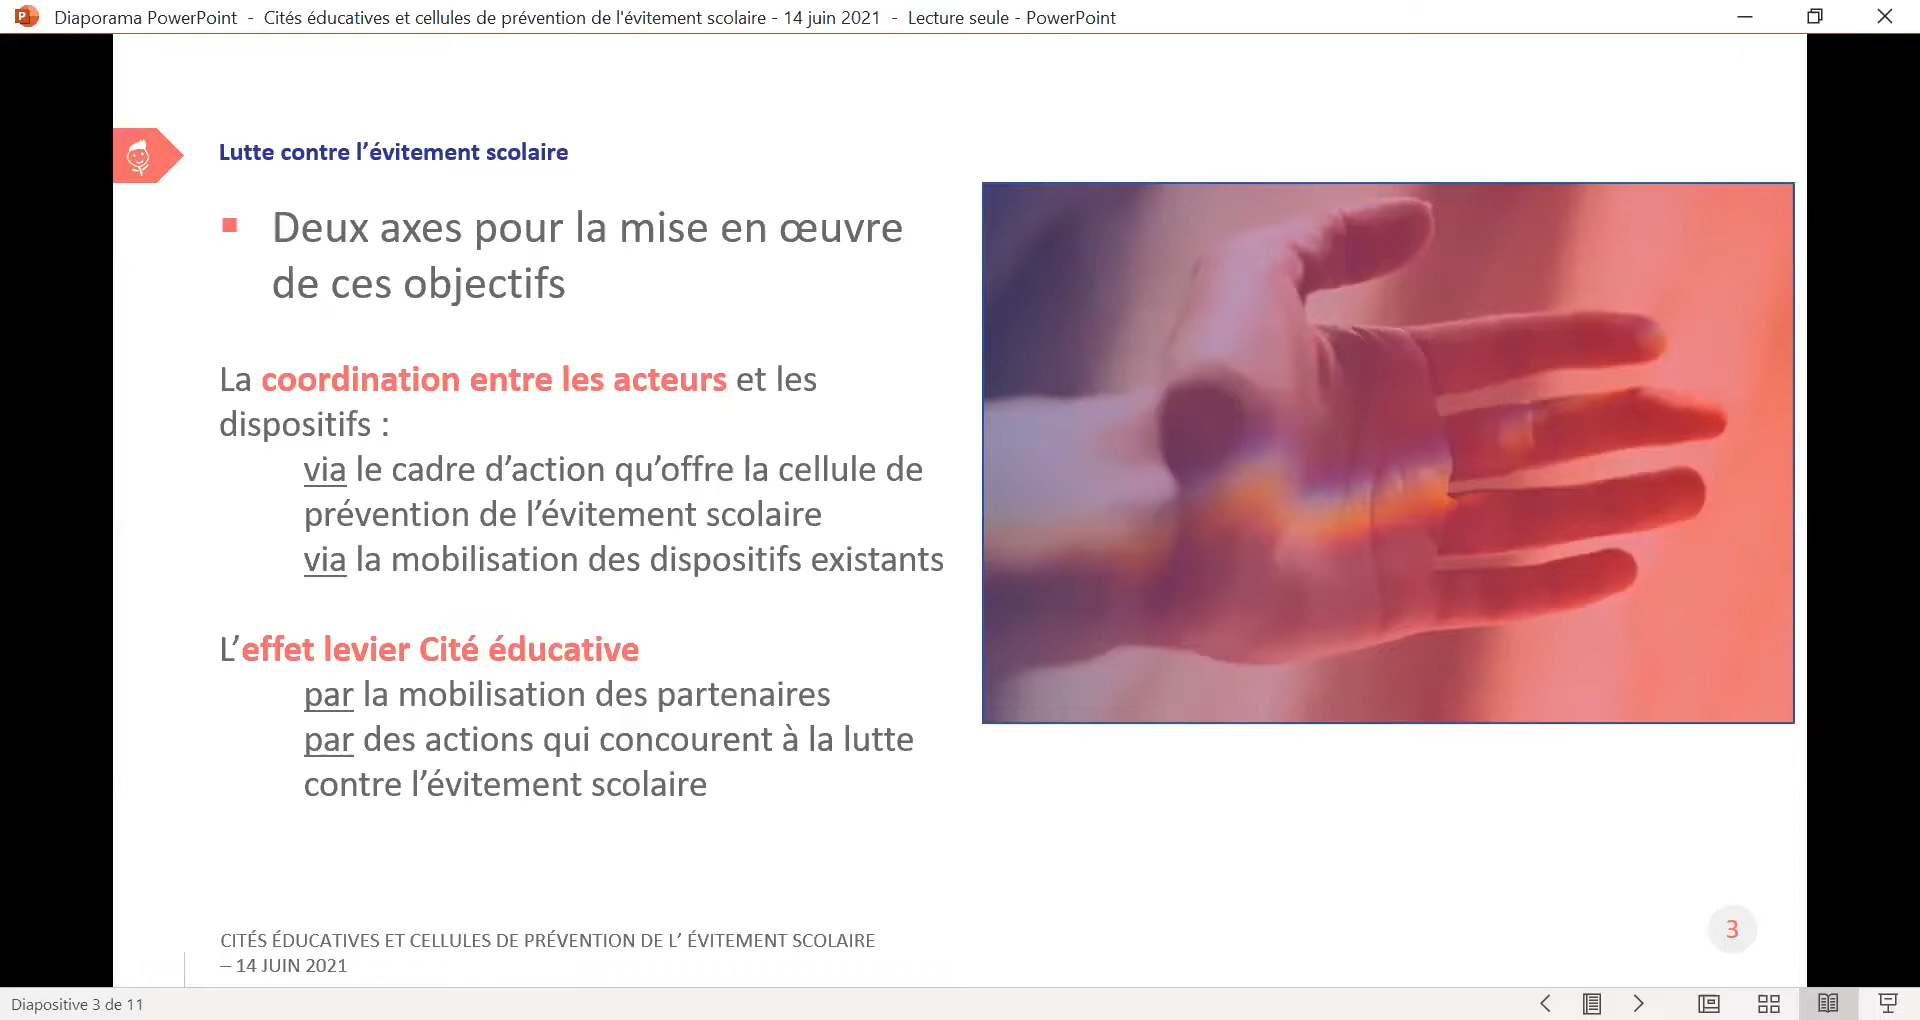 Diaporama PowerPoint - Cités éducatives et cellules de prévention de l'évitement scolaire - 14 juin 2021 - Lecture seule - PowerPoint
Lutte contre l’évitement scolaire
Deux axes pour la mise en œuvre
de ces objectifs
La coordination entre les acteurs et les
dispositifs :
via le cadre d’action qu’offre la cellule de
prévention de l’évitement scolaire
via la mobilisation des dispositifs existants
L’effet levier Cité éducative
par la mobilisation des partenaires
par des actions qui concourent à la lutte
contre l’évitement scolaire
CITÉS ÉDUCATIVES ET CELLULES DE PRÉVENTION DE L’ ÉVITEMENT SCOLAIRE
– 14 JUIN 2021
3
Diapositive 3 de 11